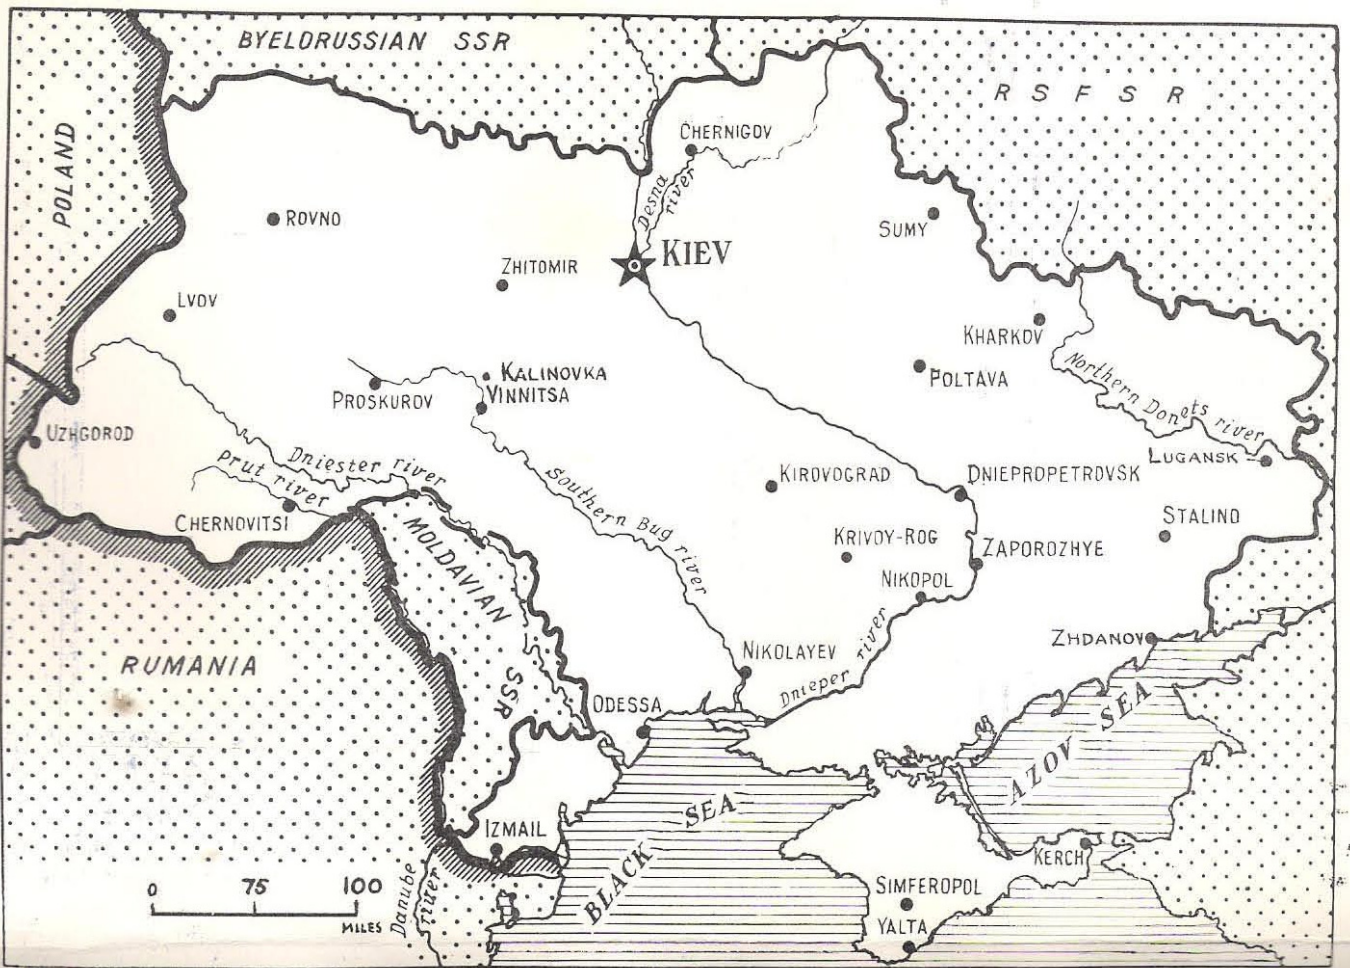 BYELORUSSIAN SSR
R S F S R
POLAND
CHERNIGOV
Desna
river
ROVNO
SUMY
KIEV
ZHITOMIR
LVOV
KHARKOV
KALINOVKA
VINNITSA
PROSKUROV
POLTAVA
Northern Donets river
UZHGOROD
LUGANSK
Dniester river
Prut river
KIROVOGRAD
DNIEPROPETROVSK
Southern Bug river
CHERNOVITSI
STALINO
MOLDAVIAN
SSR
KRIVOY-ROG
ZAPOROZHYE
NIKOPOL
ZHDANOV
RUMANIA
NIKOLAYEV
Dnieper river
ODESSA
AZOV SEA
BLACK SEA
IZMAIL
KERCH
SIMFEROPOL
YALTA
Danube
river
0 75 100
MILES